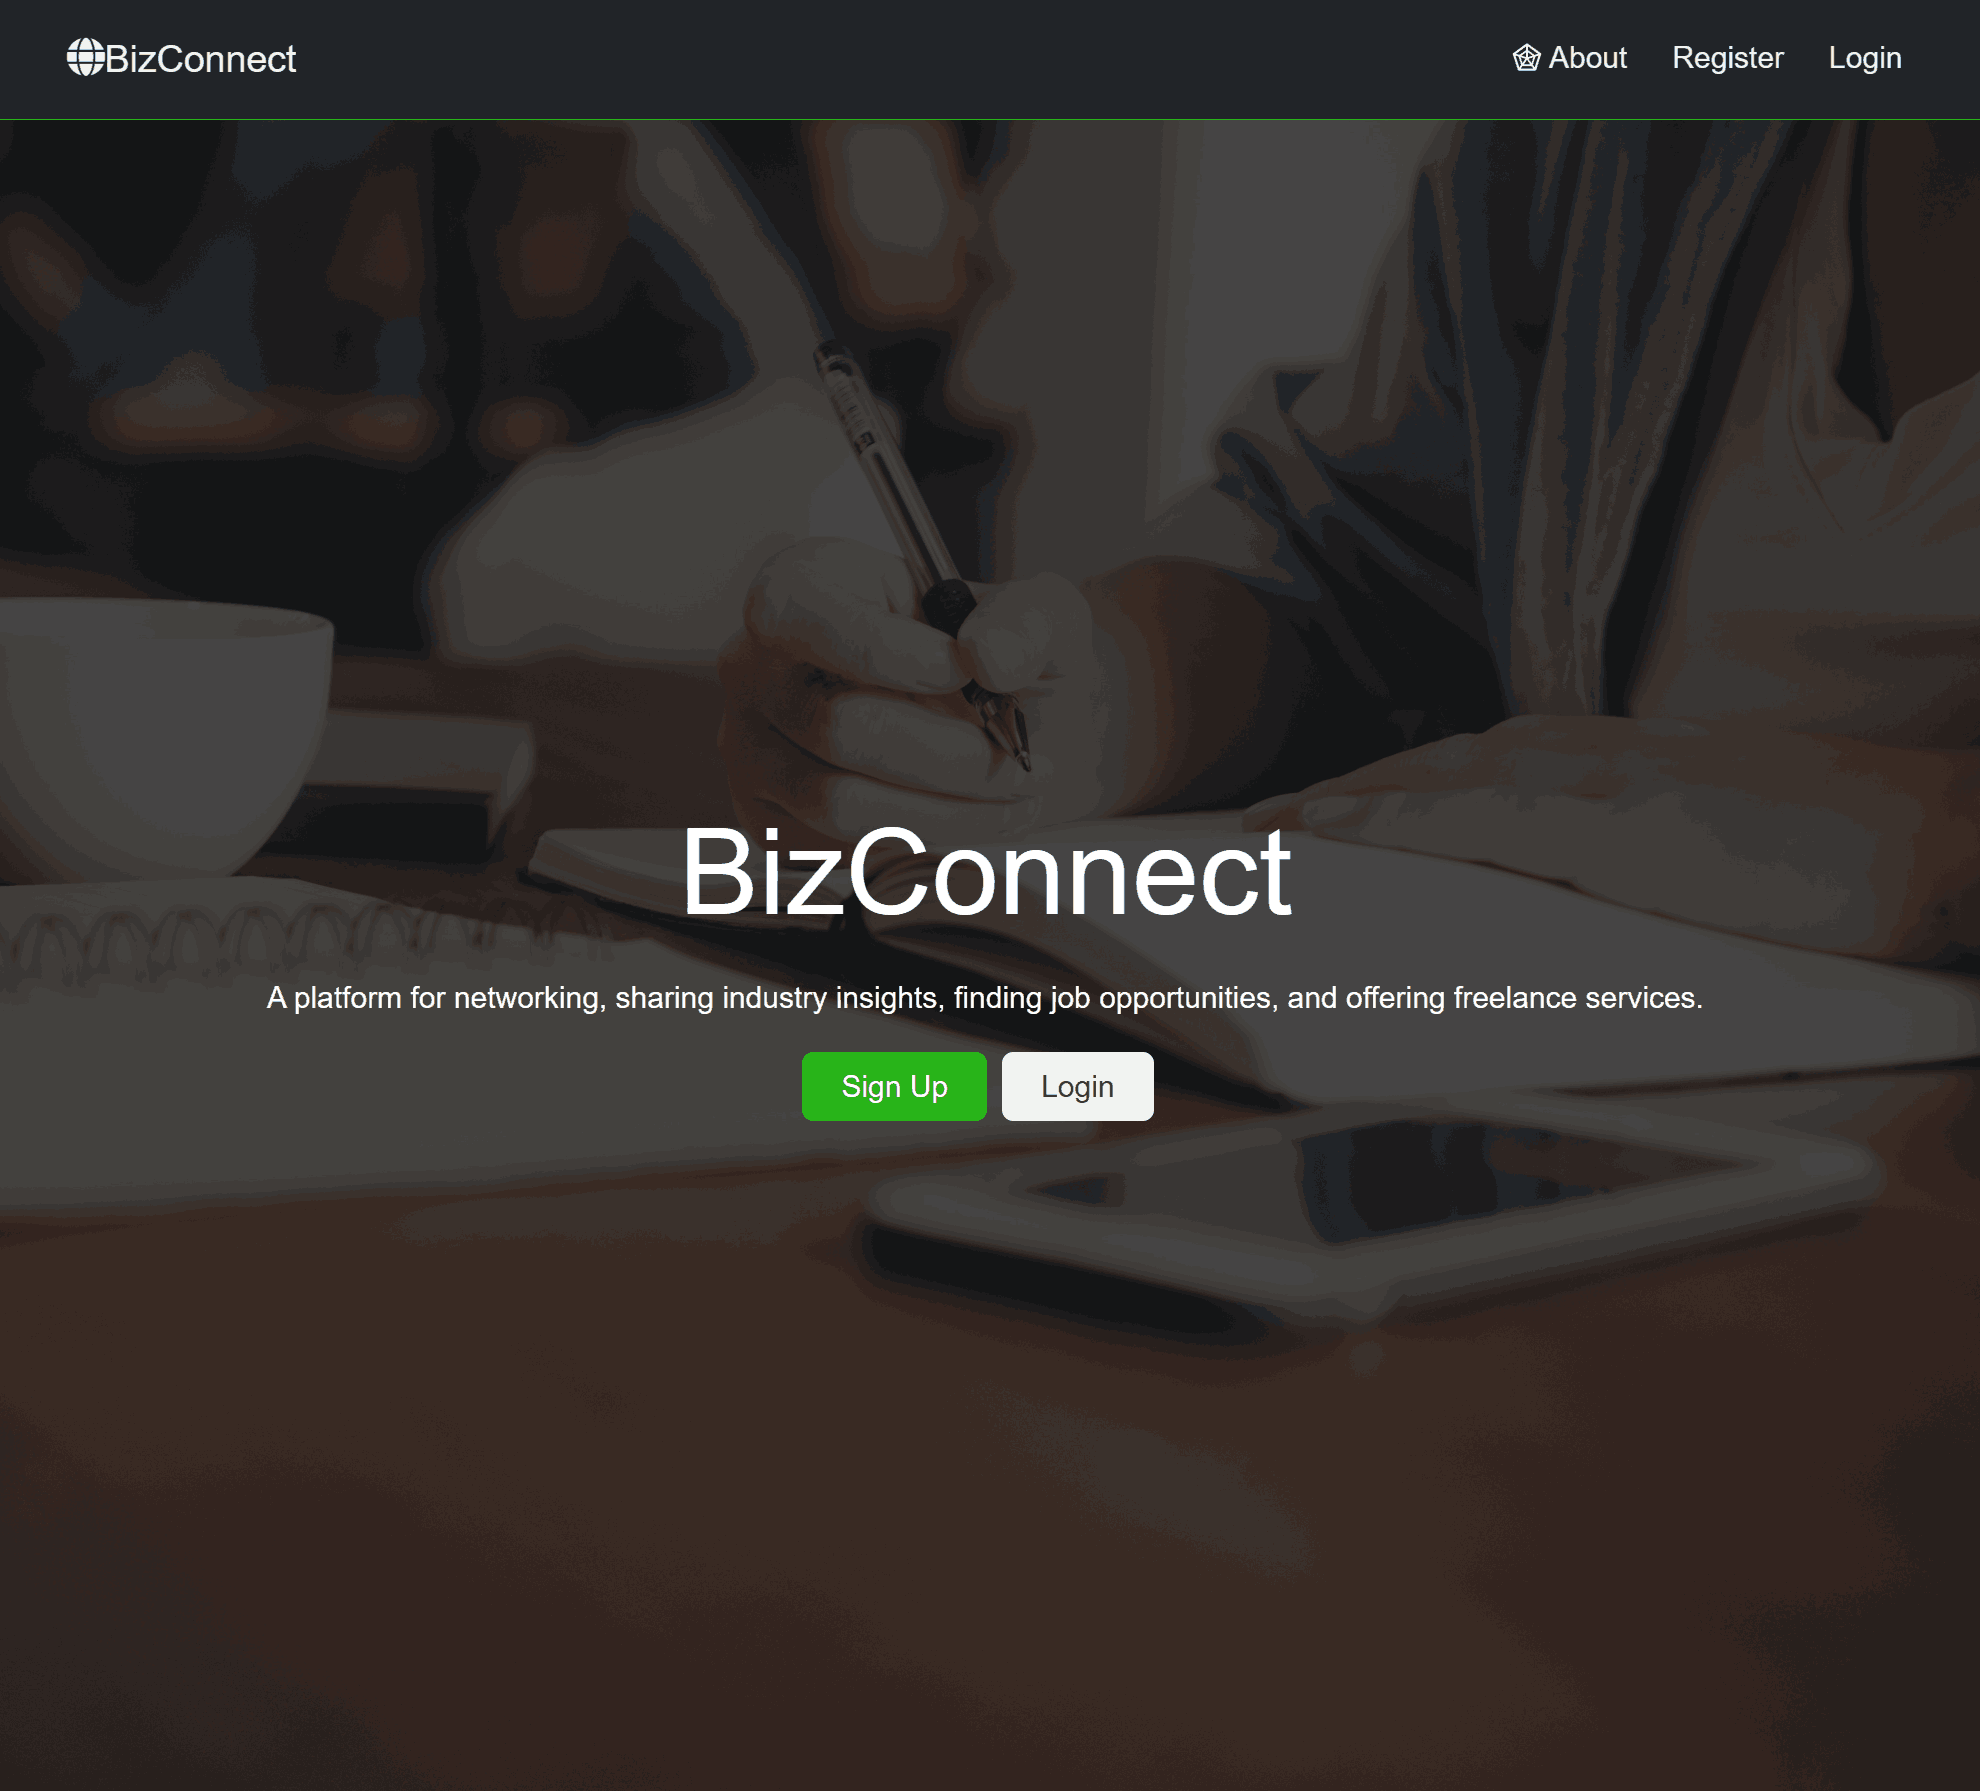 BizConnect
About
Register
Login
BizConnect
A platform for networking, sharing industry insights, finding job opportunities, and offering freelance services.
Sign Up
Login